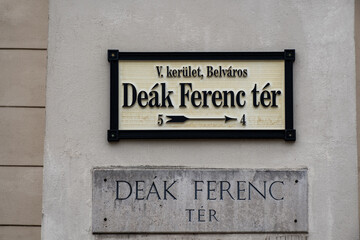 V. kerület, Belváros
Deák Ferenc tér
5 → 4
DEÁK FERENC
TÉR